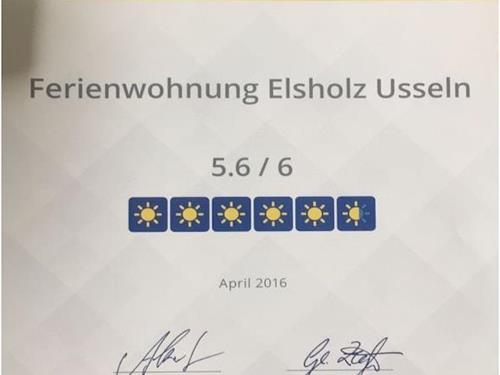 Ferienwohnung Elsholz Usseln
5.6 / 6
April 2016